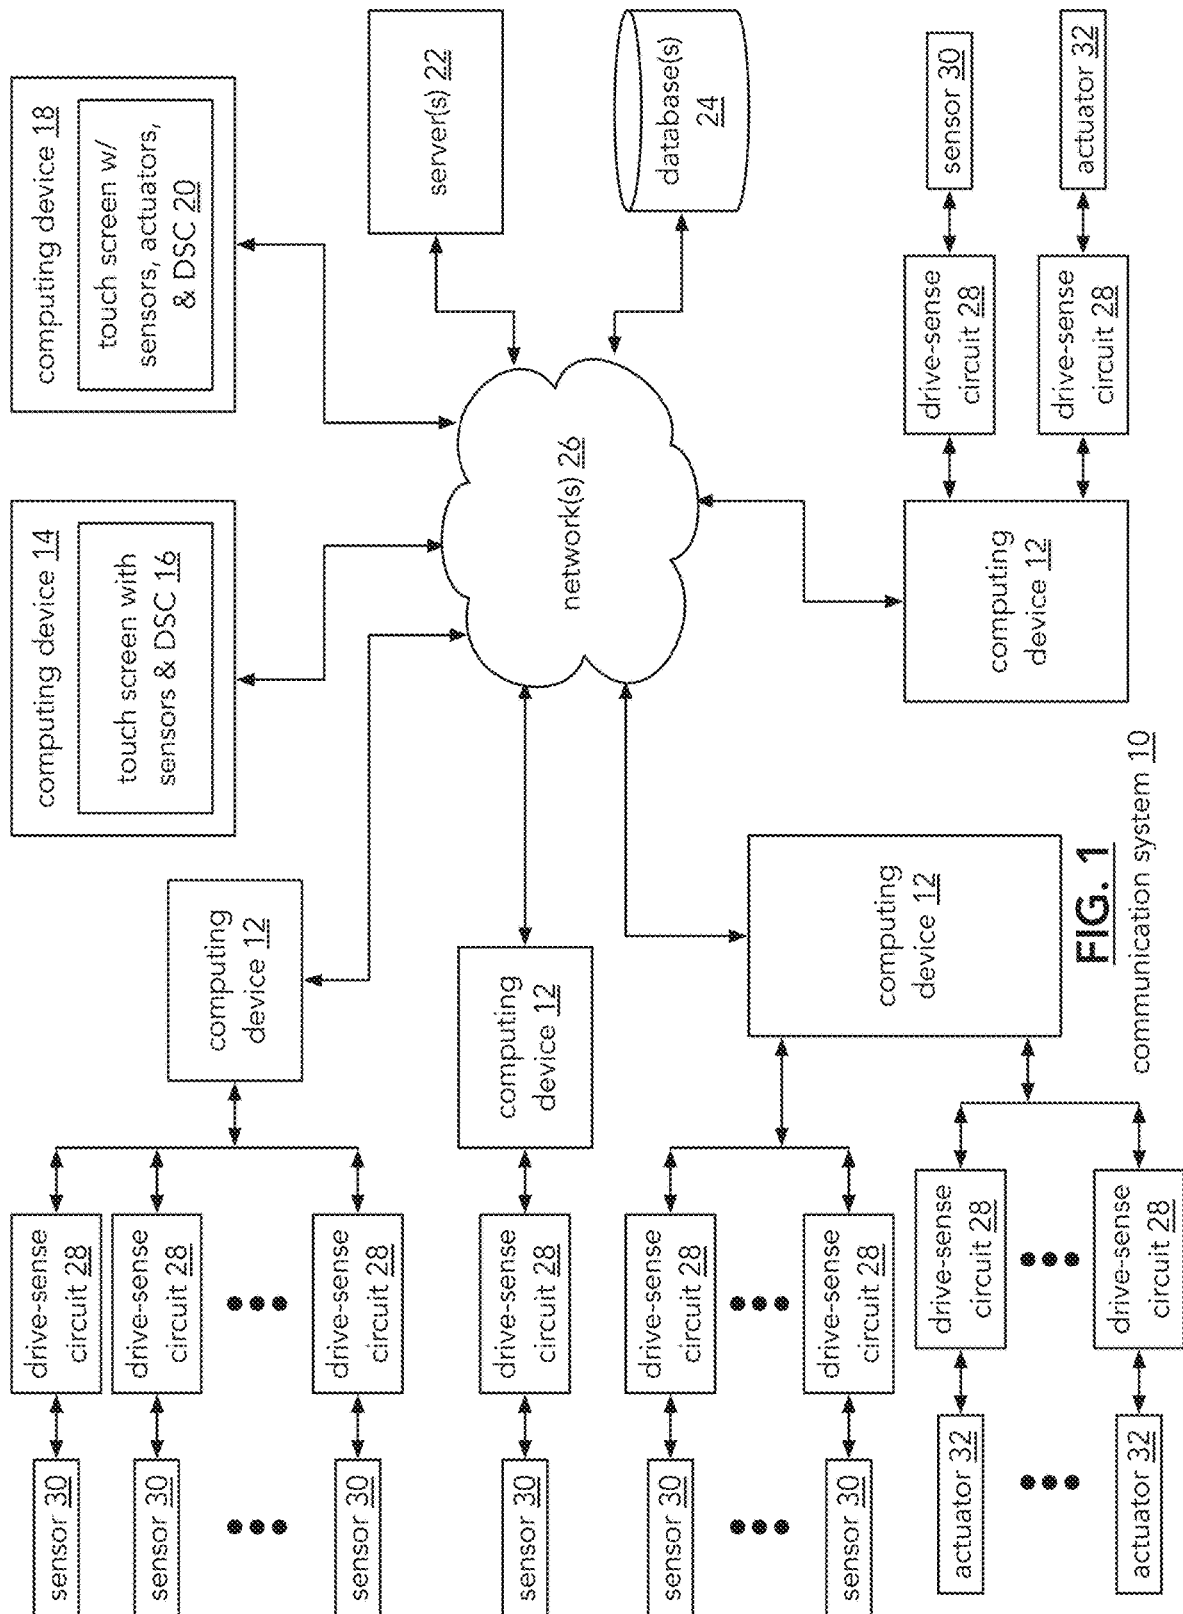 sensor 30
drive-sense
circuit 28
sensor 30
drive-sense
circuit 28
sensor 30
drive-sense
circuit 28
computing
device 12
computing device 14
touch screen with
sensors & DSC 16
computing device 18
touch screen w/
sensors, actuators,
& DSC 20
sensor 30
drive-sense
circuit 28
computing
device 12
network(s) 26
server(s) 22
database(s)
24
sensor 30
drive-sense
circuit 28
sensor 30
drive-sense
circuit 28
computing
device 12
actuator 32
drive-sense
circuit 28
actuator 32
drive-sense
circuit 28
computing
device 12
drive-sense
circuit 28
sensor 30
drive-sense
circuit 28
actuator 32
FIG. 1
communication system 10